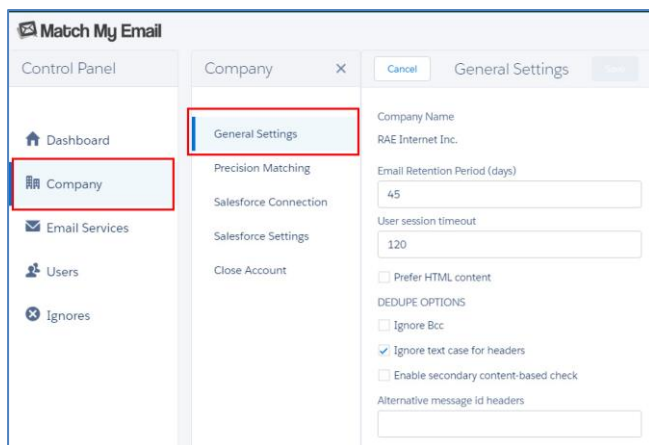 Match My Email
Control Panel
Company
Cancel
General Settings
Dashboard
Company
Email Services
Users
Ignores
General Settings
Precision Matching
Salesforce Connection
Salesforce Settings
Close Account
Company Name
RAE Internet Inc.
Email Retention Period (days)
45
User session timeout
120
Prefer HTML content
DEDUPE OPTIONS
Ignore Bcc
Ignore text case for headers
Enable secondary content-based check
Alternative message id headers